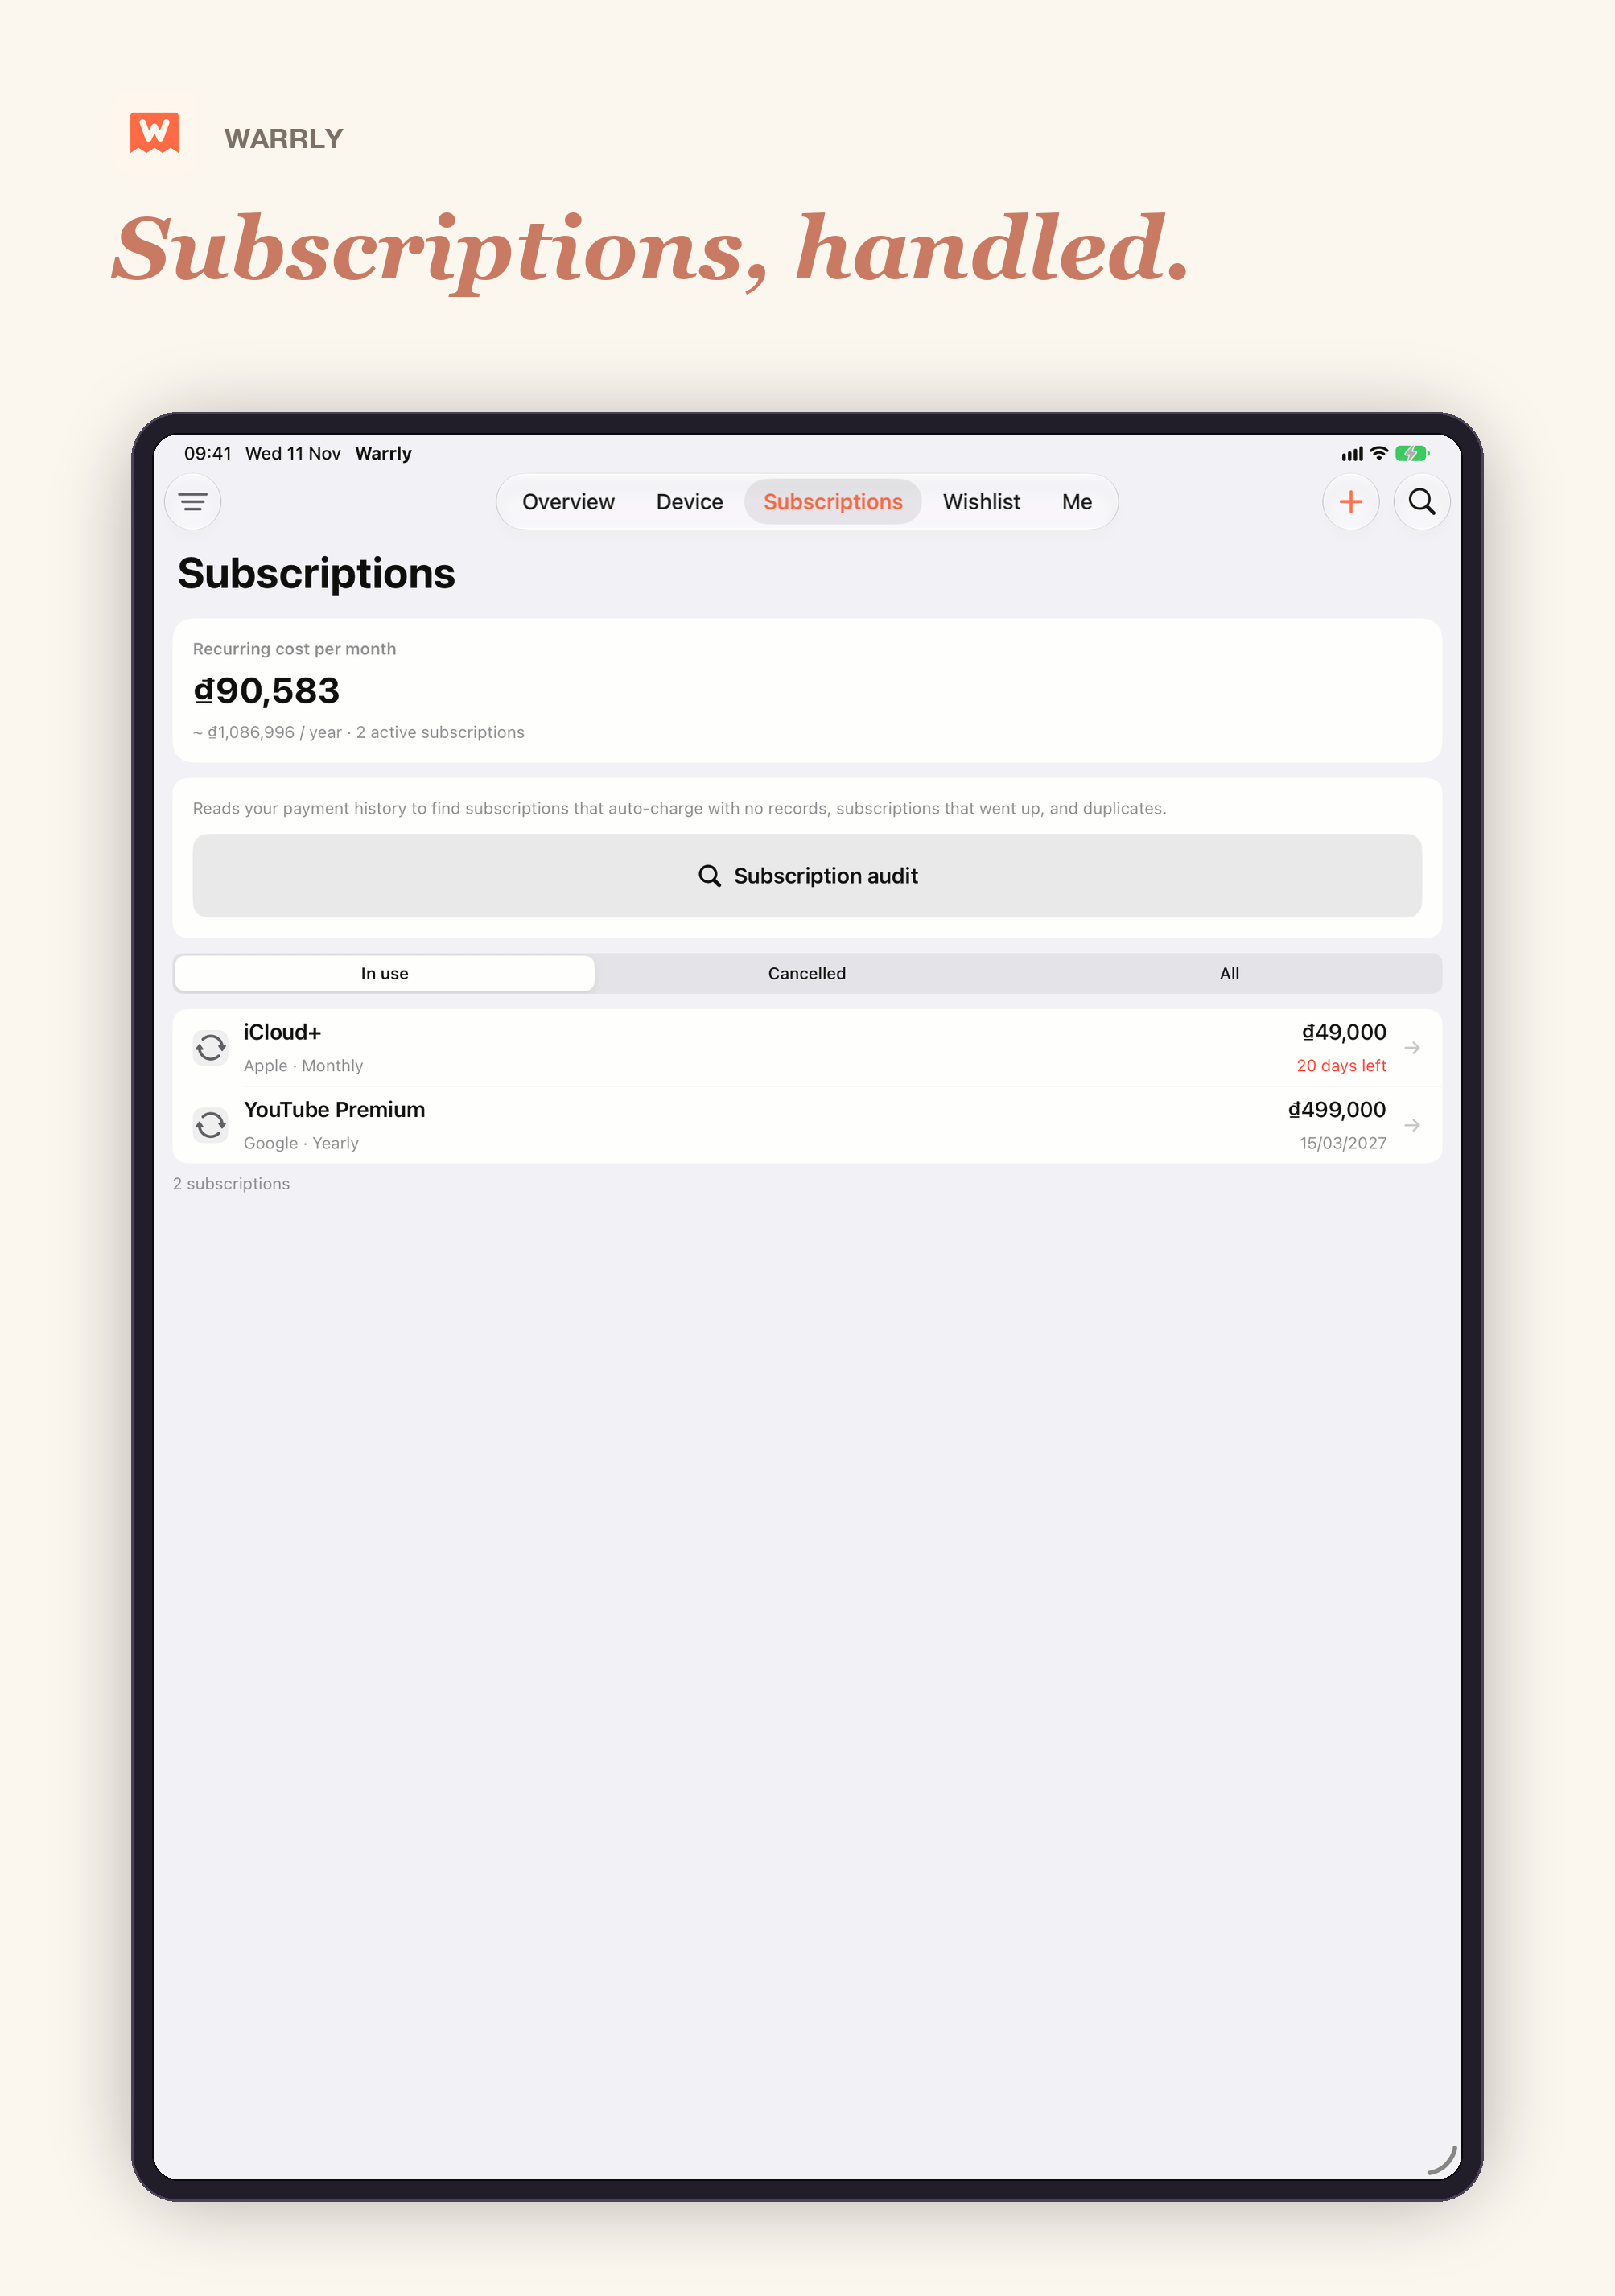 WARRLY
Subscriptions, handled.
09:41 Wed 11 Nov Warrly
Overview Device Subscriptions Wishlist Me
Subscriptions
Recurring cost per month
₫90,583
~ ₫1,086,996 / year · 2 active subscriptions
Reads your payment history to find subscriptions that auto-charge with no records, subscriptions that went up, and duplicates.
Subscription audit
In use Cancelled All
iCloud+ ₫49,000
Apple · Monthly 20 days left
YouTube Premium ₫499,000
Google · Yearly 15/03/2027
2 subscriptions